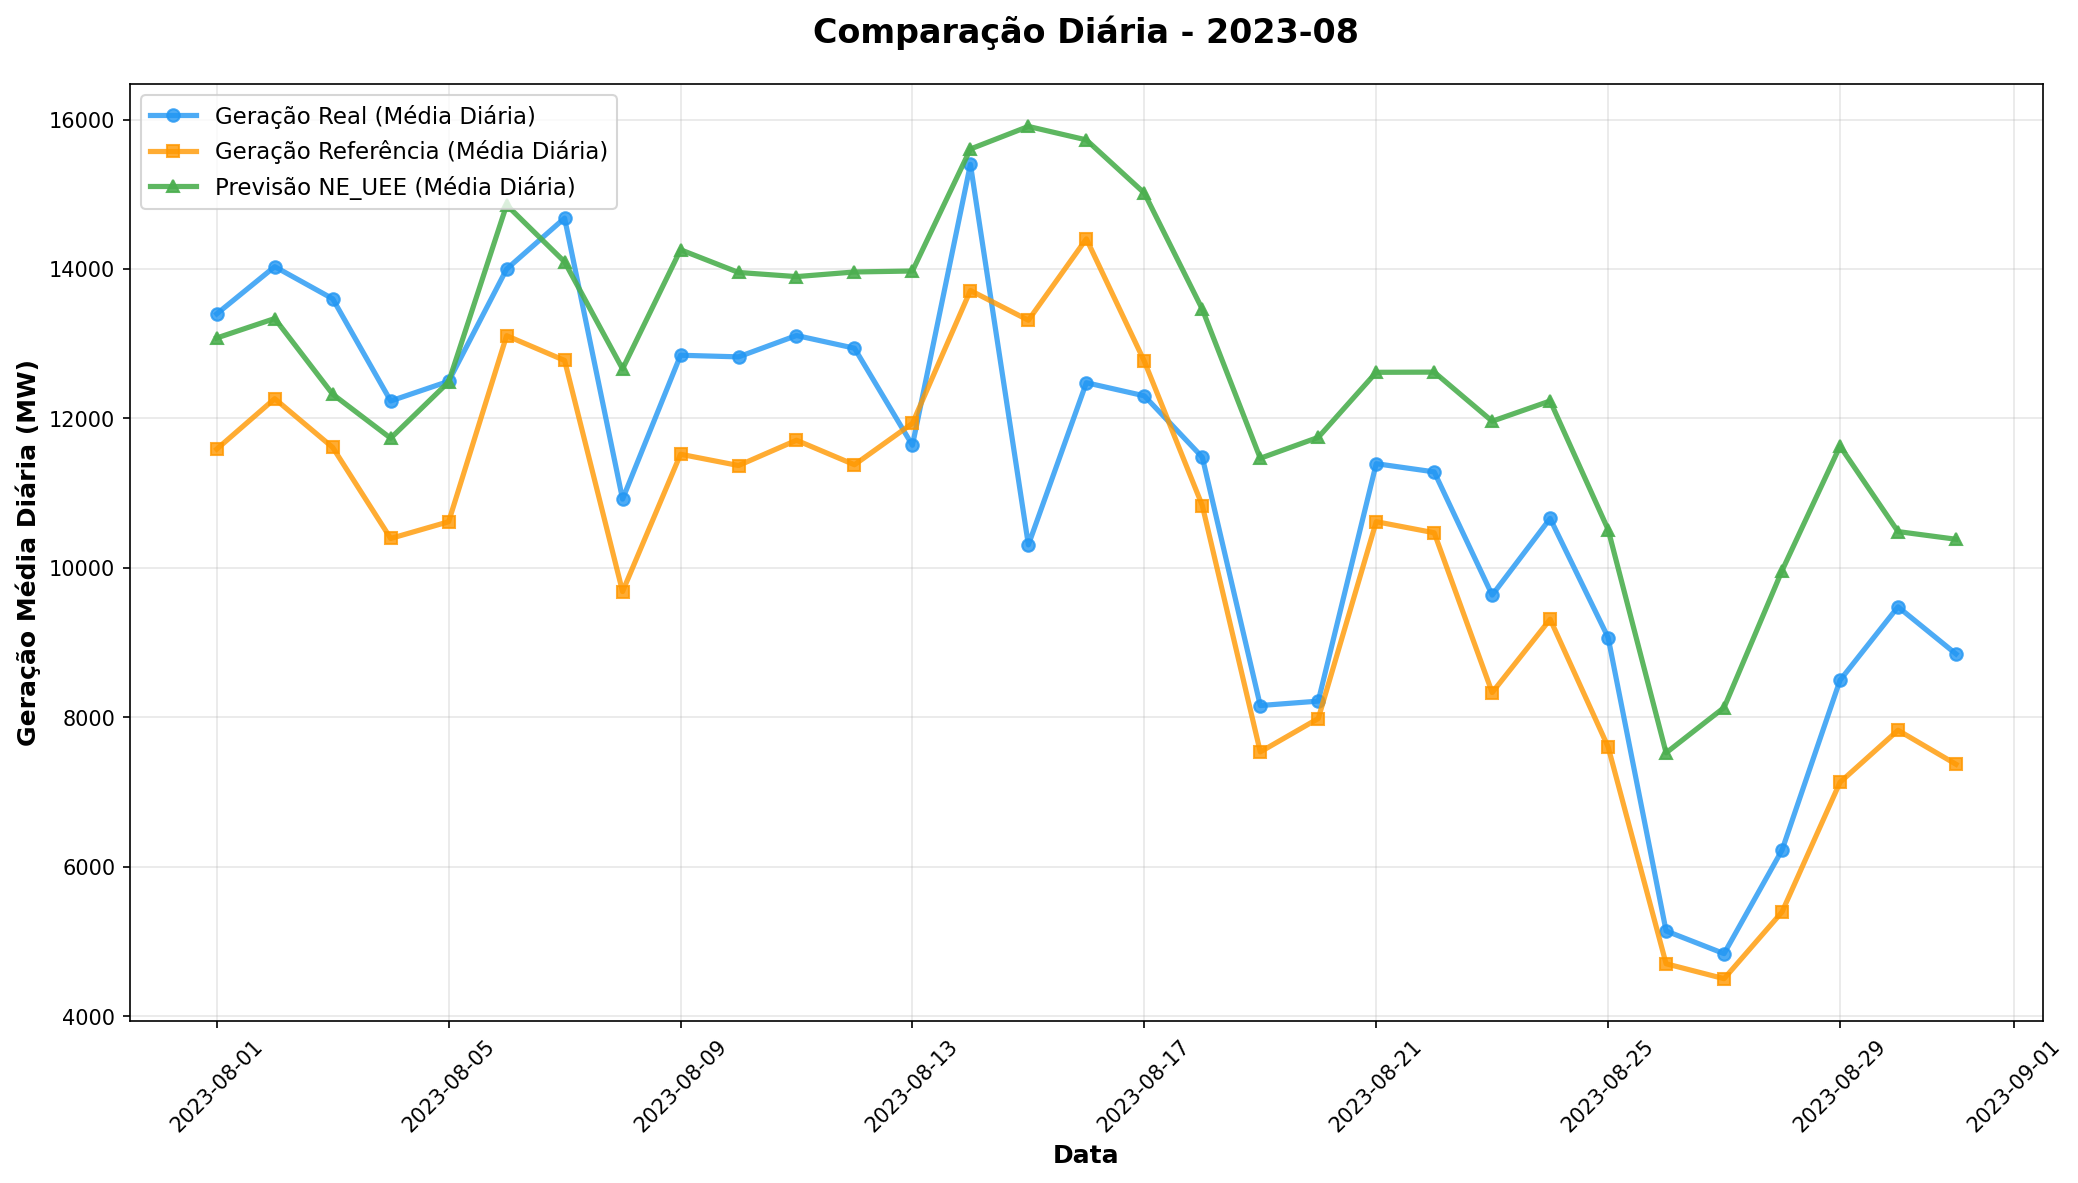 Comparação Diária - 2023-08
Geração Real (Média Diária)
Geração Referência (Média Diária)
Previsão NE_UEE (Média Diária)
Geração Média Diária (MW)
16000
14000
12000
10000
8000
6000
4000
2023-08-01
2023-08-05
2023-08-09
2023-08-13
2023-08-17
2023-08-21
2023-08-25
2023-08-29
2023-09-01
Data